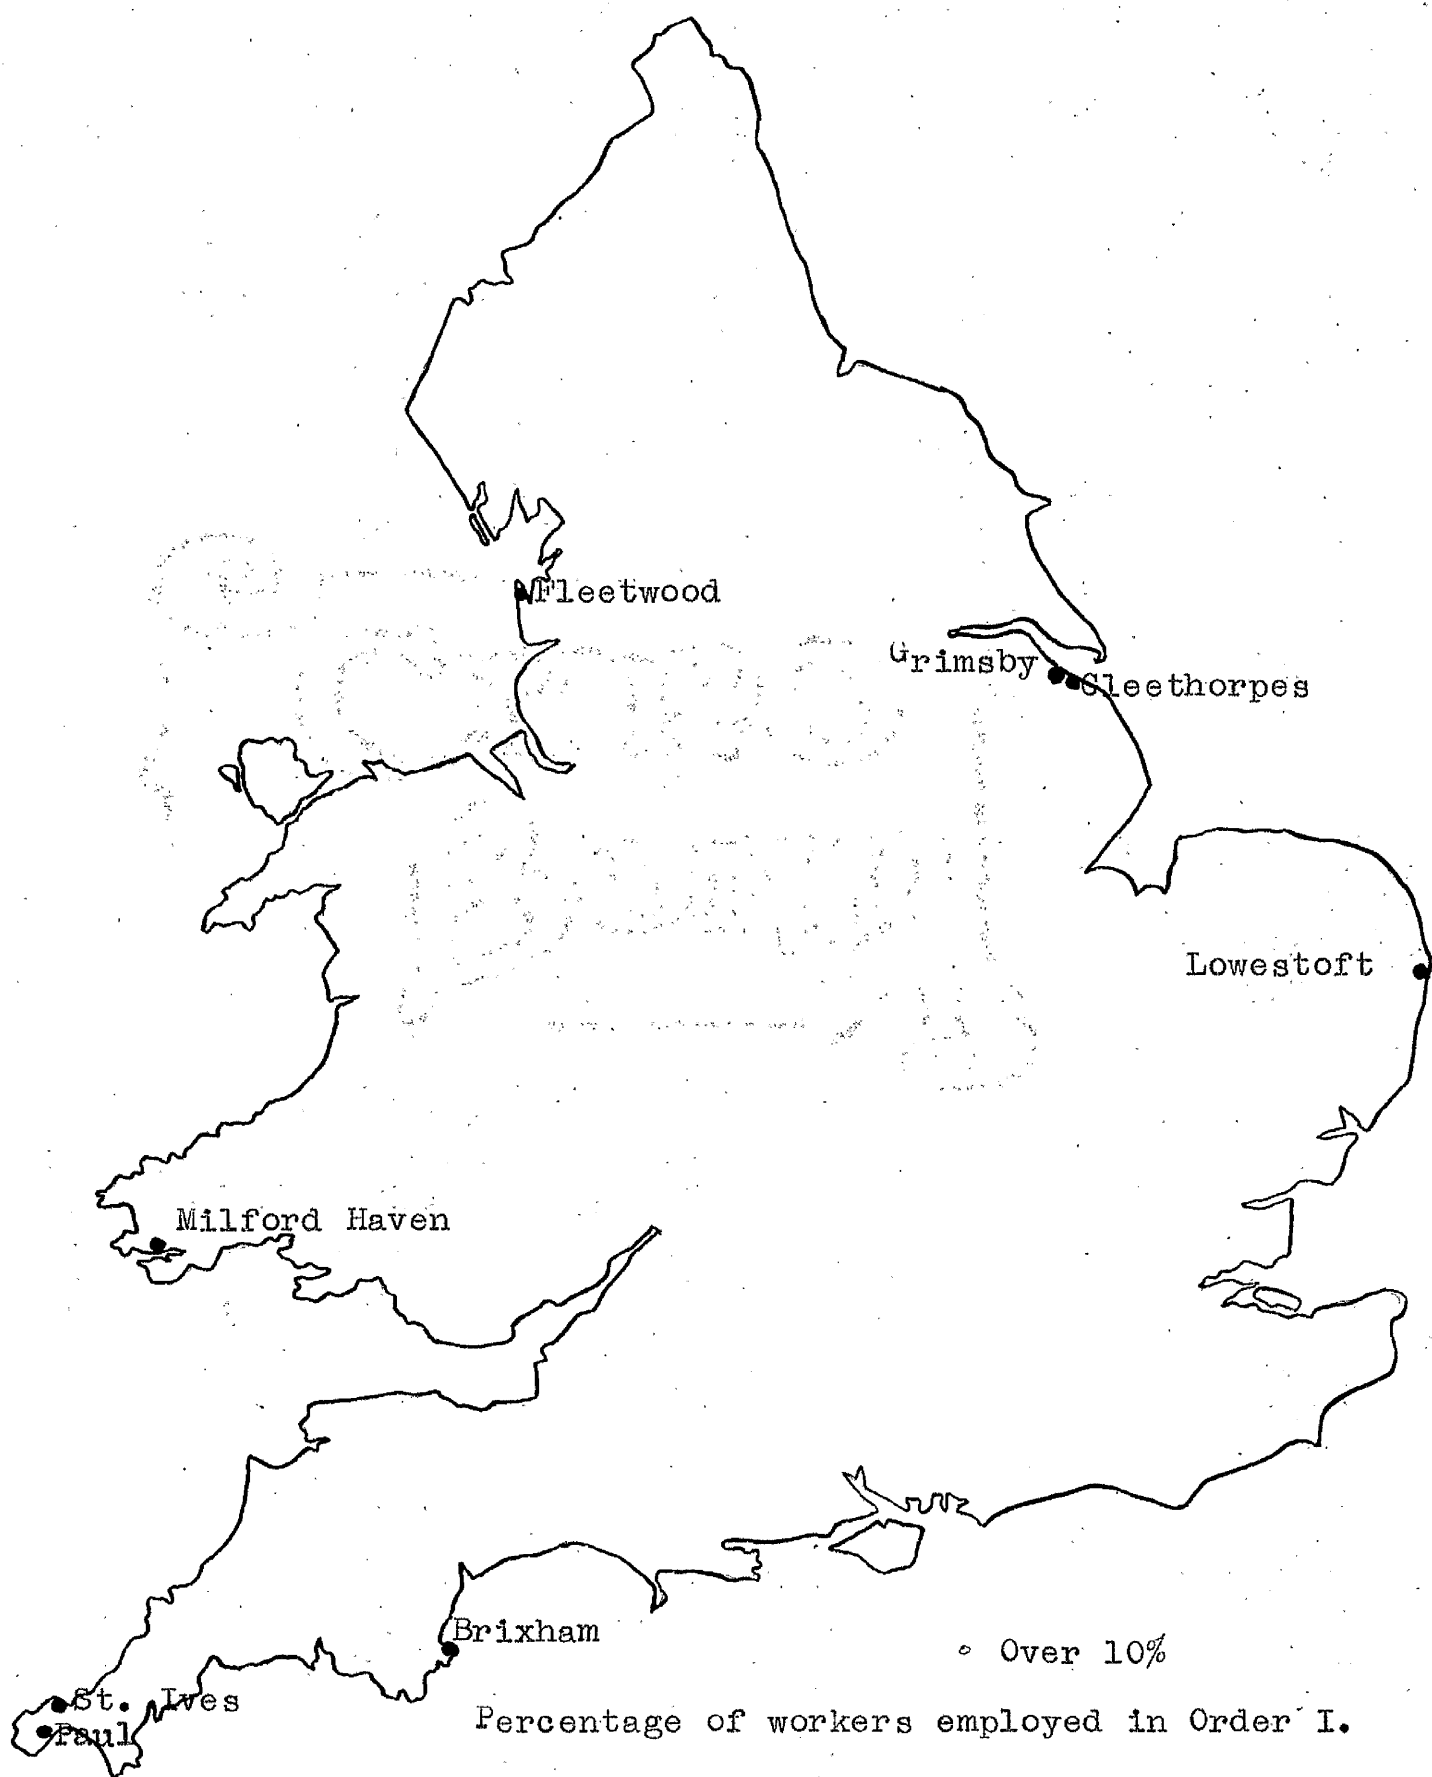 Fleetwood
Grimsby
Cleethorpes
Lowestoft
Milford Haven
Brixham
Over 10%
St. Ives
Paul
Percentage of workers employed in Order I.